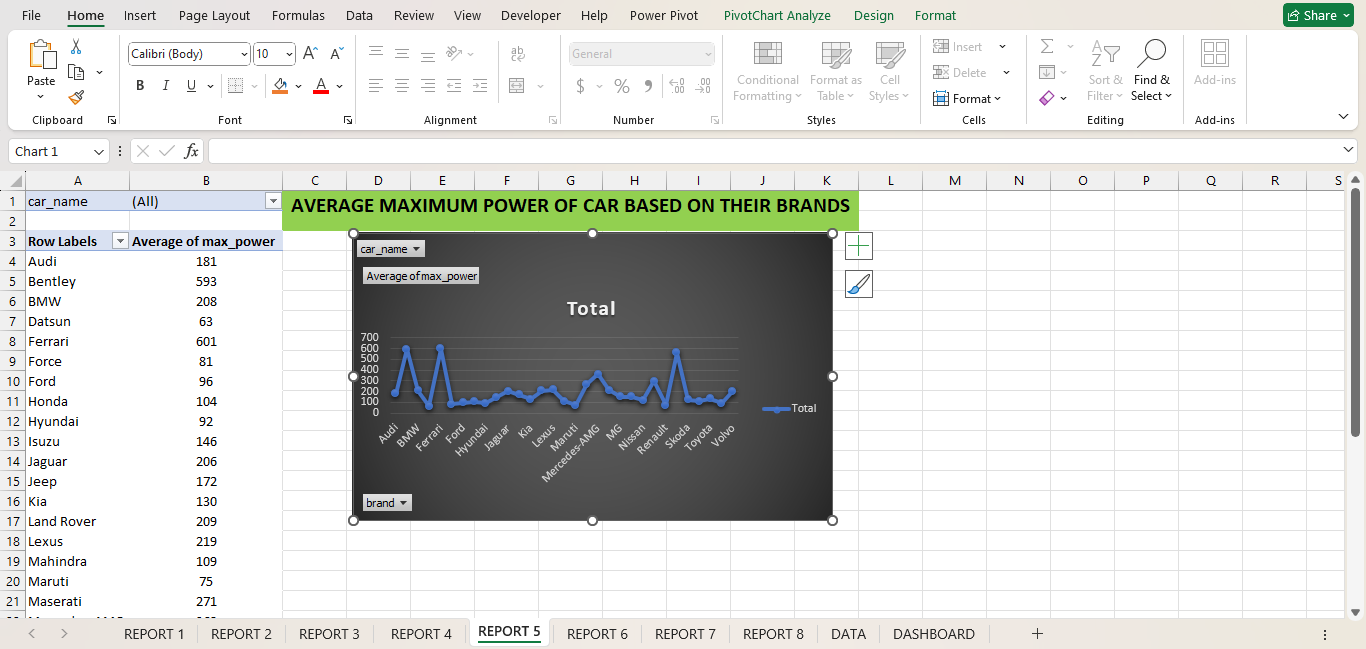 File Home Insert Page Layout Formulas Data Review View Developer Help Power Pivot PivotChart Analyze Design Format Share
Paste
Calibri (Body) 10
B I U
General
$ %
Conditional Formatting
Format as Table
Cell Styles
Insert
Delete
Format
Sort & Filter
Find & Select
Add-ins
Clipboard Font Alignment Number Styles Cells Editing Add-ins
Chart 1 fx
A B C D E F G H I J K L M N O P Q R S
1 car_name (All) AVERAGE MAXIMUM POWER OF CAR BASED ON THEIR BRANDS
2
3 Row Labels Average of max_power
4 Audi 181
5 Bentley 593
6 BMW 208
7 Datsun 63
8 Ferrari 601
9 Force 81
10 Ford 96
11 Honda 104
12 Hyundai 92
13 Isuzu 146
14 Jaguar 206
15 Jeep 172
16 Kia 130
17 Land Rover 209
18 Lexus 219
19 Mahindra 109
20 Maruti 75
21 Maserati 271
car_name
Average of max_power
Total
700
600
500
400
300
200
100
0
Audi BMW Ferrari Ford Hyundai Jaguar Kia Lexus Maruti Mercedes-AMG MG Nissan Renault Skoda Toyota Volvo
Total
brand
REPORT 1 REPORT 2 REPORT 3 REPORT 4 REPORT 5 REPORT 6 REPORT 7 REPORT 8 DATA DASHBOARD